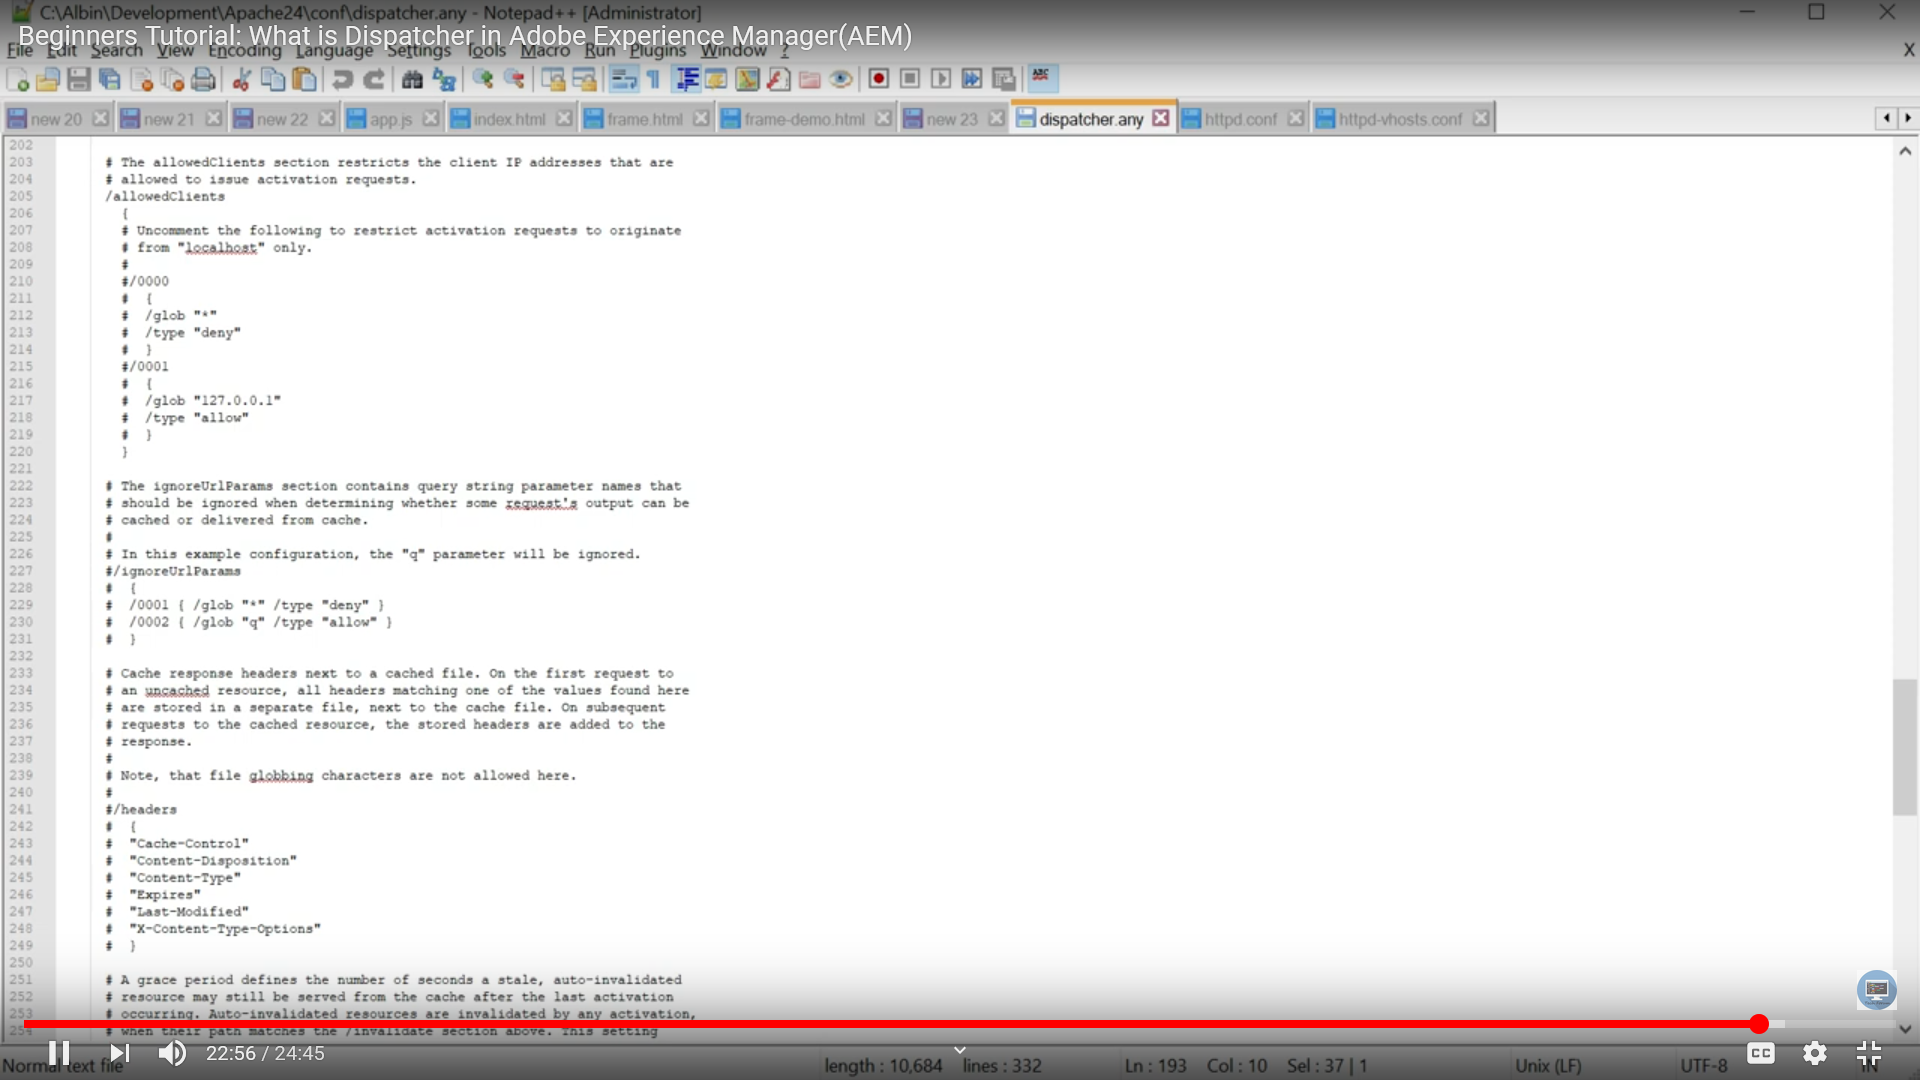 C:\Albin\Development\Apache24\conf\dispatcher.any - Notepad++ [Administrator]
Beginners Tutorial: What is Dispatcher in Adobe Experience Manager(AEM)
File Edit Search View Encoding Language Settings Tools Macro Run Plugins Window ? X
new 20 new 21 new 22 app.js index.html frame.html frame-demo.html new 23 dispatcher.any httpd.conf httpd-vhosts.conf
202
203 # The allowedClients section restricts the client IP addresses that are
204 # allowed to issue activation requests.
205 /allowedClients
206 {
207 # Uncomment the following to restrict activation requests to originate
208 # from "localhost" only.
209 #
210 #/0000
211 # {
212 # /glob "*"
213 # /type "deny"
214 # }
215 #/0001
216 # {
217 # /glob "127.0.0.1"
218 # /type "allow"
219 # }
220 }
221
222 # The ignoreUrlParams section contains query string parameter names that
223 # should be ignored when determining whether some request's output can be
224 # cached or delivered from cache.
225 #
226 # In this example configuration, the "q" parameter will be ignored.
227 #/ignoreUrlParams
228 # {
229 # /0001 { /glob "*" /type "deny" }
230 # /0002 { /glob "q" /type "allow" }
231 # }
232
233 # Cache response headers next to a cached file. On the first request to
234 # an uncached resource, all headers matching one of the values found here
235 # are stored in a separate file, next to the cache file. On subsequent
236 # requests to the cached resource, the stored headers are added to the
237 # response.
238 #
239 # Note, that file globbing characters are not allowed here.
240 #
241 #/headers
242 # {
243 # "Cache-Control"
244 # "Content-Disposition"
245 # "Content-Type"
246 # "Expires"
247 # "Last-Modified"
248 # "X-Content-Type-Options"
249 # }
250
251 # A grace period defines the number of seconds a stale, auto-invalidated
252 # resource may still be served from the cache after the last activation
253 # occurring. Auto-invalidated resources are invalidated by any activation,
254 # when their path matches the /invalidate section above. This setting
22:56 / 24:45 CC
Normal text file length : 10,684 lines : 332 Ln : 193 Col : 10 Sel : 37 | 1 Unix (LF) UTF-8 IN